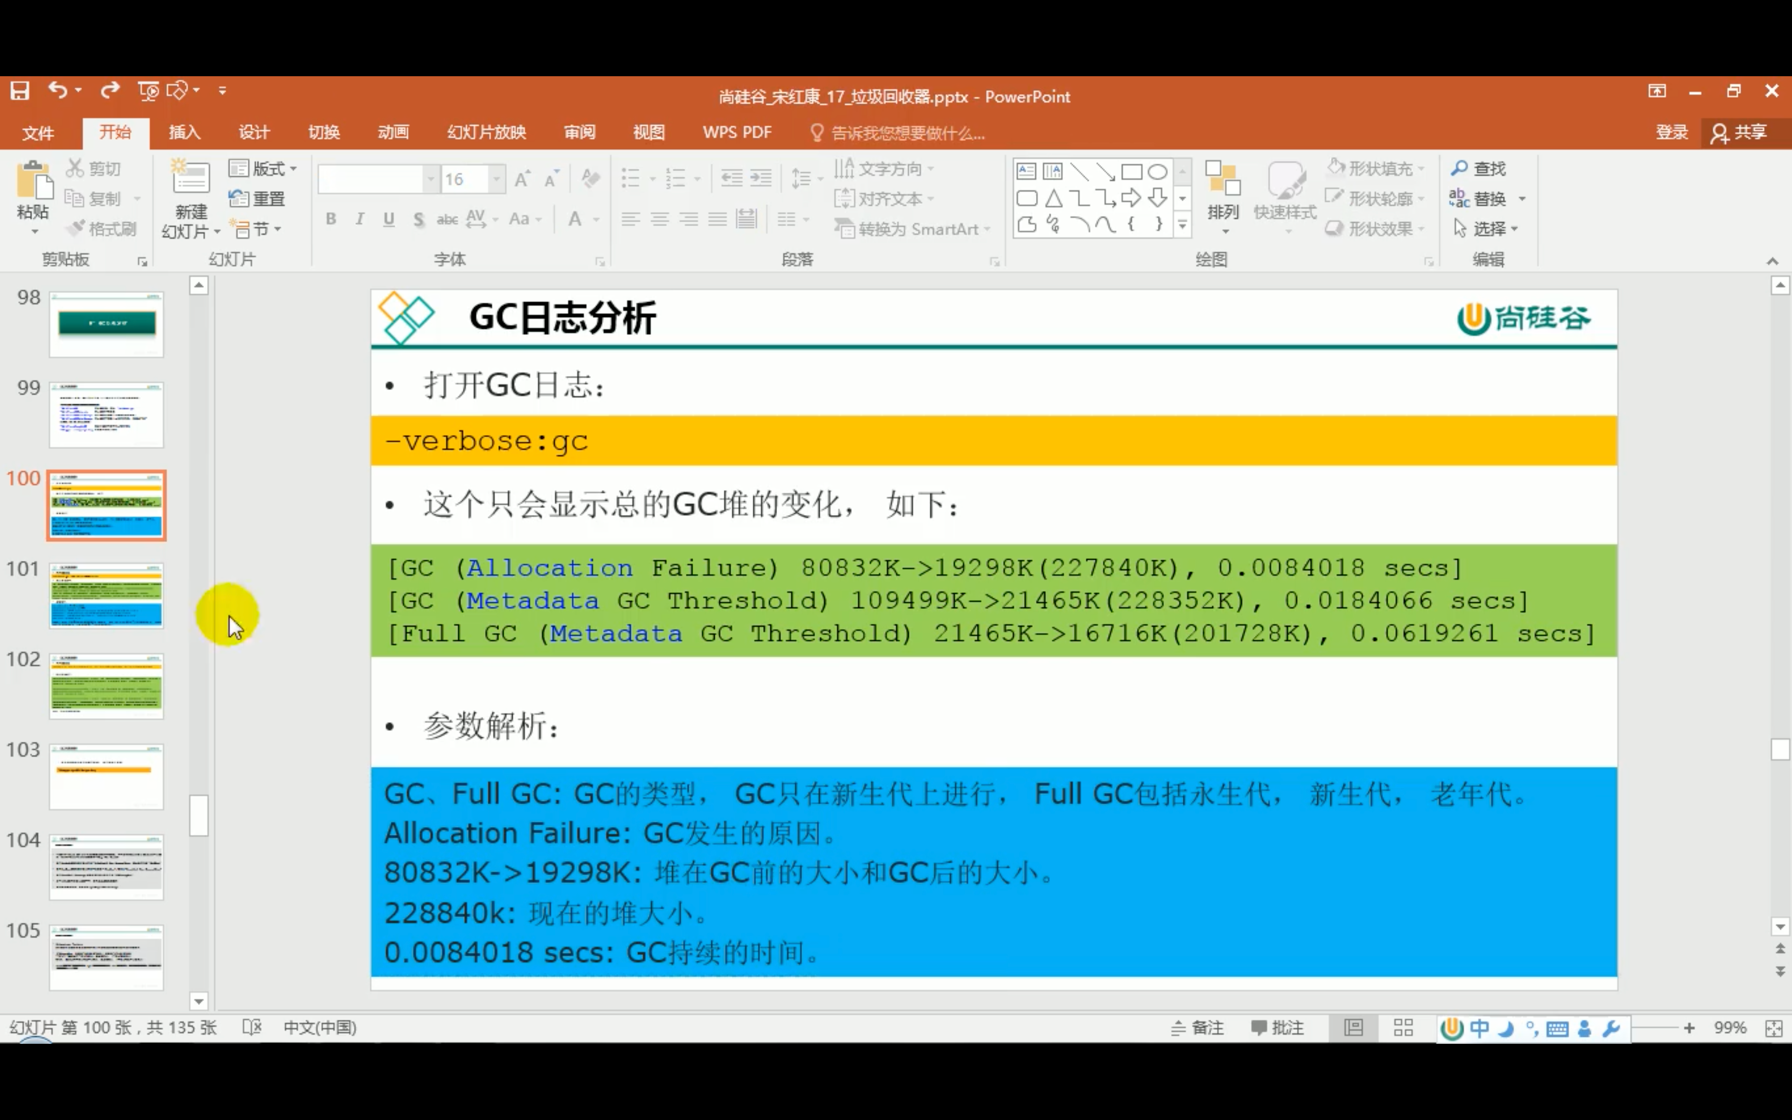 尚硅谷_宋红康_17_垃圾回收器.pptx - PowerPoint
文件 开始 插入 设计 切换 动画 幻灯片放映 审阅 视图 WPS PDF 告诉我您想要做什么... 登录 共享
粘贴 剪切 复制 格式刷 剪贴板
新建幻灯片 版式 重置 节 幻灯片
16 B I U S abc AV Aa A 字体
文字方向 对齐文本 转换为 SmartArt 段落
排列 快速样式 形状填充 形状轮廓 形状效果 绘图
查找 替换 选择 编辑
98
99
100
101
102
103
104
105
GC日志分析
尚硅谷
• 打开GC日志：
-verbose:gc
• 这个只会显示总的GC堆的变化， 如下：
[GC (Allocation Failure) 80832K->19298K(227840K), 0.0084018 secs]
[GC (Metadata GC Threshold) 109499K->21465K(228352K), 0.0184066 secs]
[Full GC (Metadata GC Threshold) 21465K->16716K(201728K), 0.0619261 secs]
• 参数解析：
GC、Full GC: GC的类型， GC只在新生代上进行， Full GC包括永生代， 新生代， 老年代。
Allocation Failure: GC发生的原因。
80832K->19298K: 堆在GC前的大小和GC后的大小。
228840k: 现在的堆大小。
0.0084018 secs: GC持续的时间。
幻灯片 第 100 张，共 135 张 中文(中国) 备注 批注 中 99%